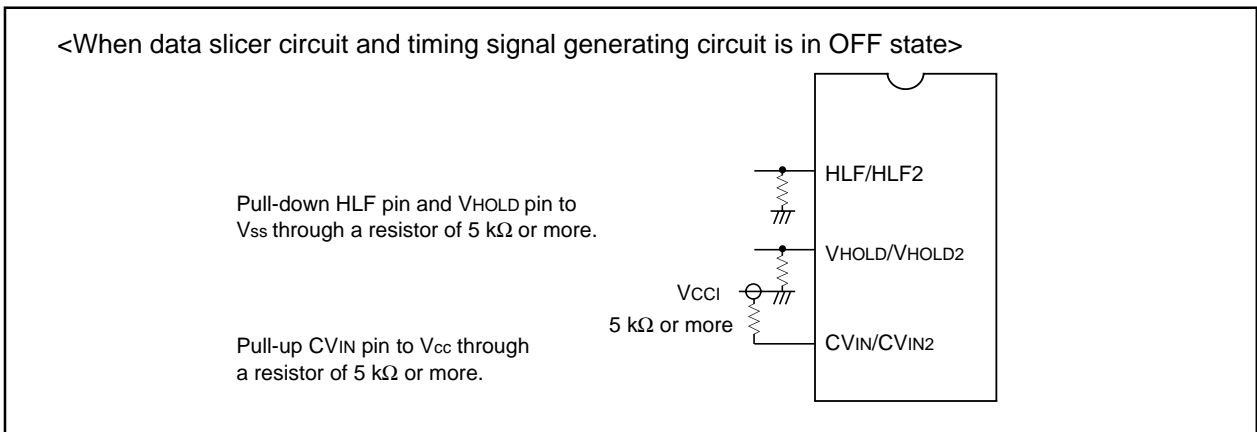 <When data slicer circuit and timing signal generating circuit is in OFF state>
HLF/HLF2
Pull-down HLF pin and VHOLD pin to
Vss through a resistor of 5 kΩ or more.
VHOLD/VHOLD2
VCCI
5 kΩ or more
CVIN/CVIN2
Pull-up CVIN pin to Vcc through
a resistor of 5 kΩ or more.